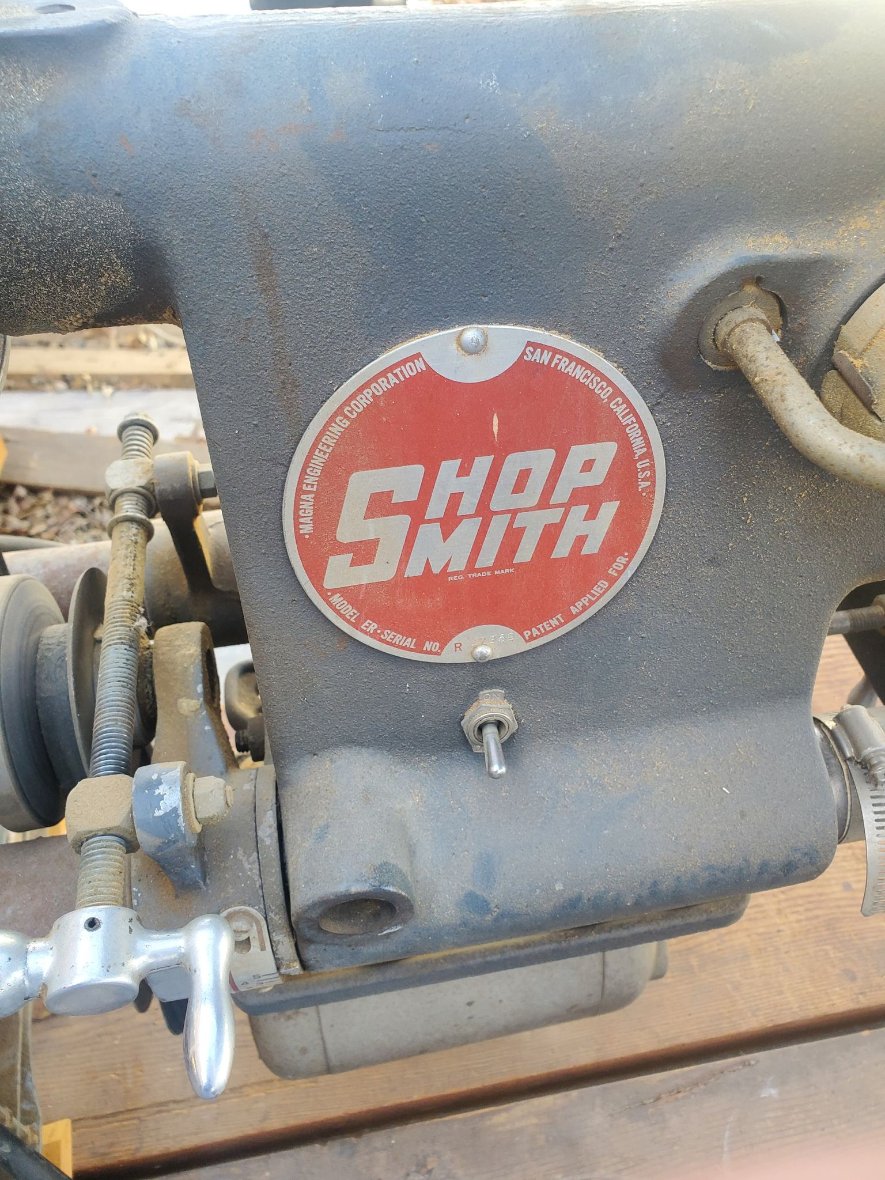 ·MAGNA ENGINEERING CORPORATION
SAN FRANCISCO, CALIFORNIA, U.S.A.·
SHOP
SMITH
REG. TRADE MARK
·MODEL ER·SERIAL NO. R
PATENT APPLIED FOR·